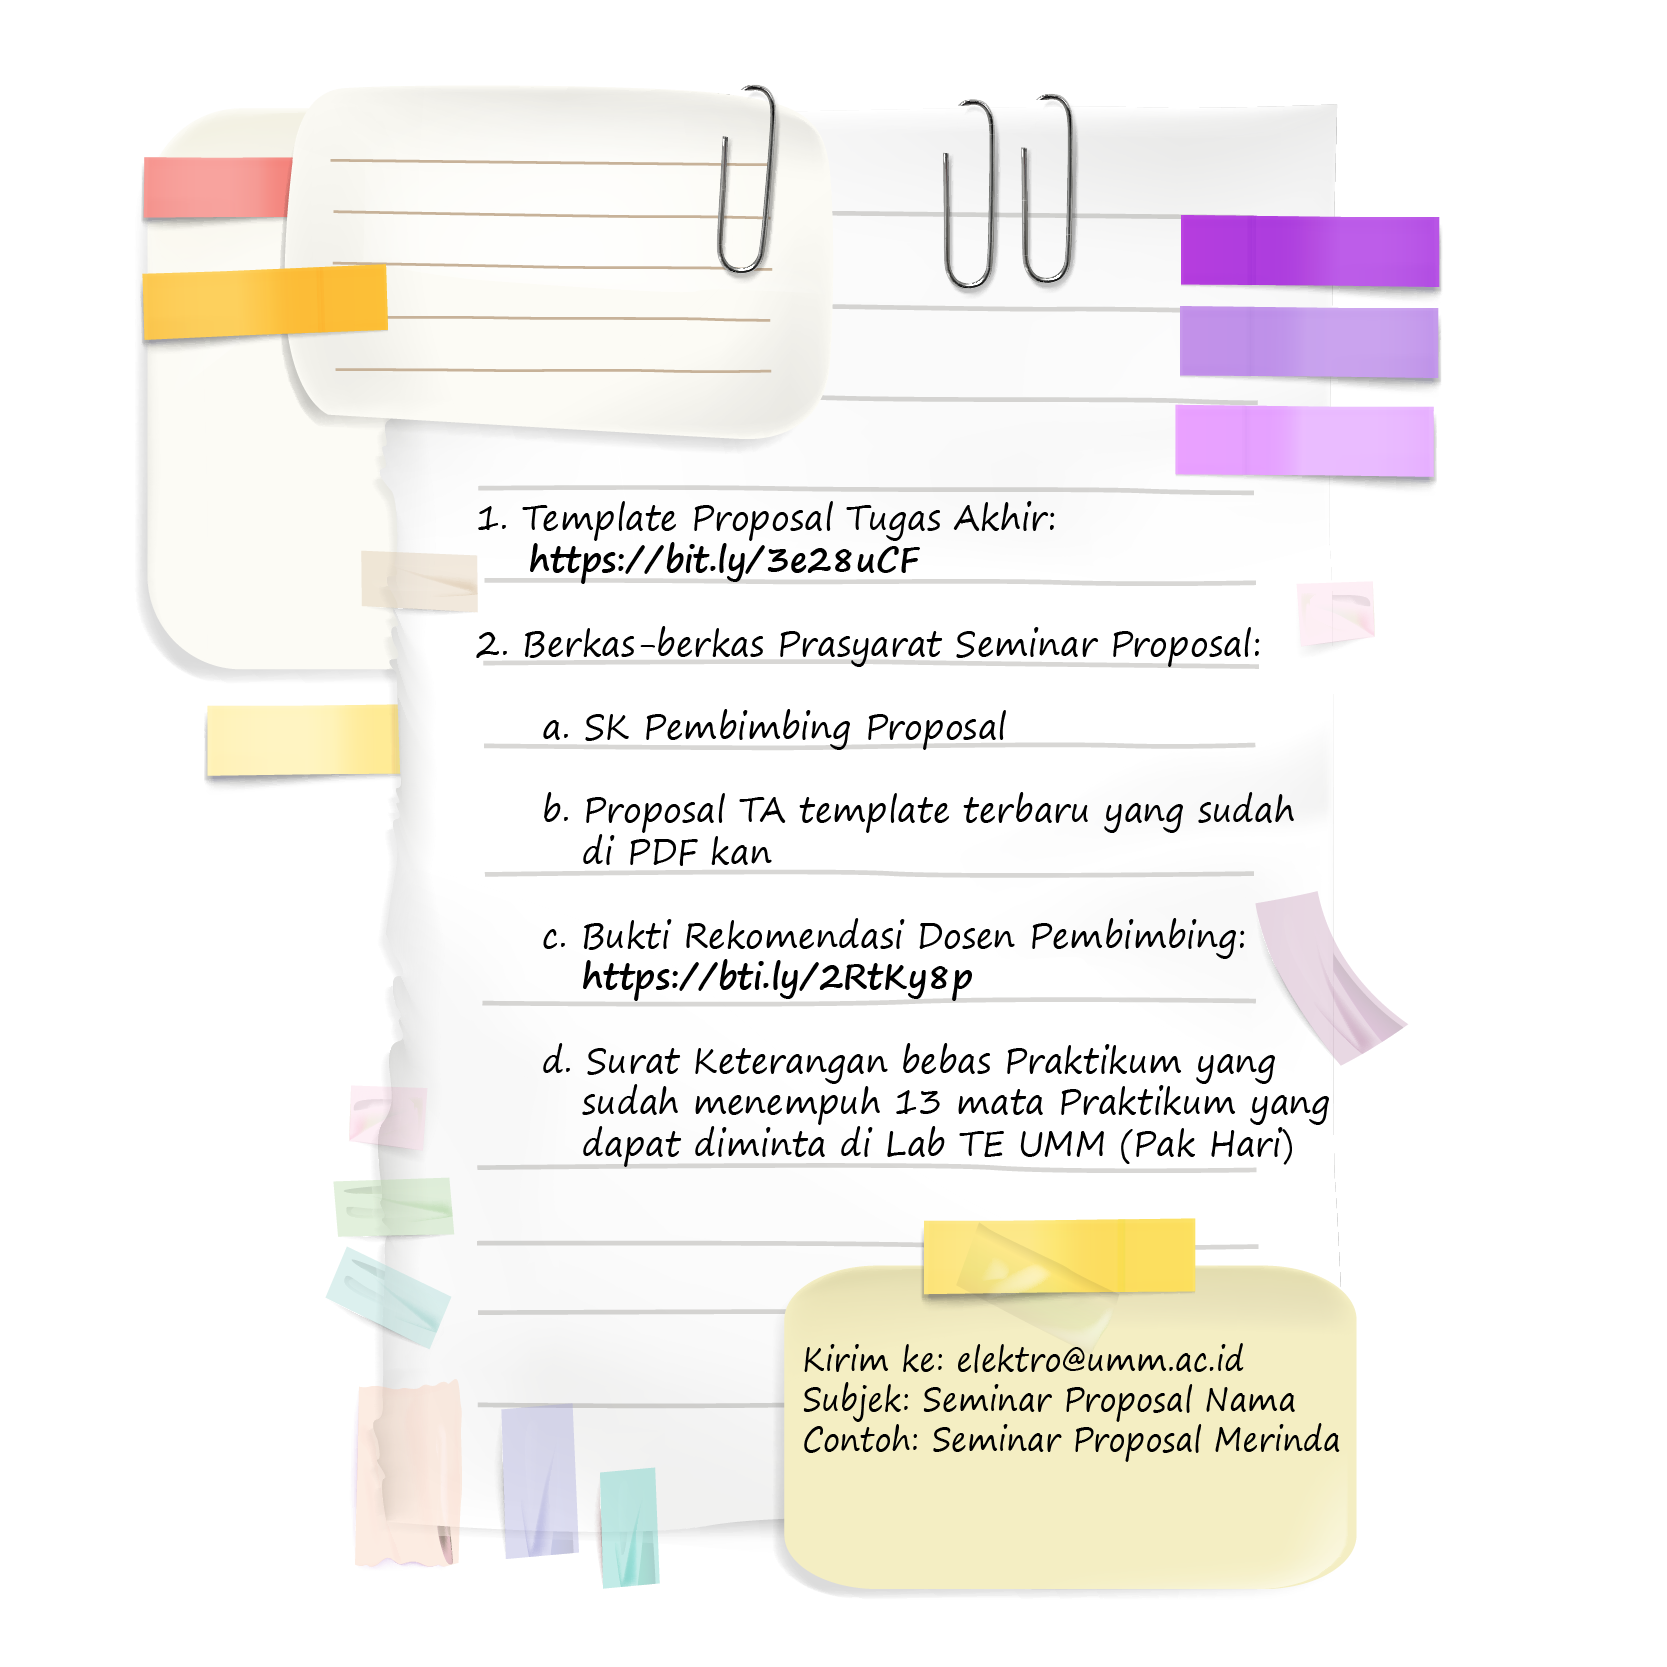 1. Template Proposal Tugas Akhir:
https://bit.ly/3e28uCF
2. Berkas-berkas Prasyarat Seminar Proposal:
a. SK Pembimbing Proposal
b. Proposal TA template terbaru yang sudah
di PDF kan
c. Bukti Rekomendasi Dosen Pembimbing:
https://bti.ly/2RtKy8p
d. Surat Keterangan bebas Praktikum yang
sudah menempuh 13 mata Praktikum yang
dapat diminta di Lab TE UMM (Pak Hari)
Kirim ke: elektro@umm.ac.id
Subjek: Seminar Proposal Nama
Contoh: Seminar Proposal Merinda